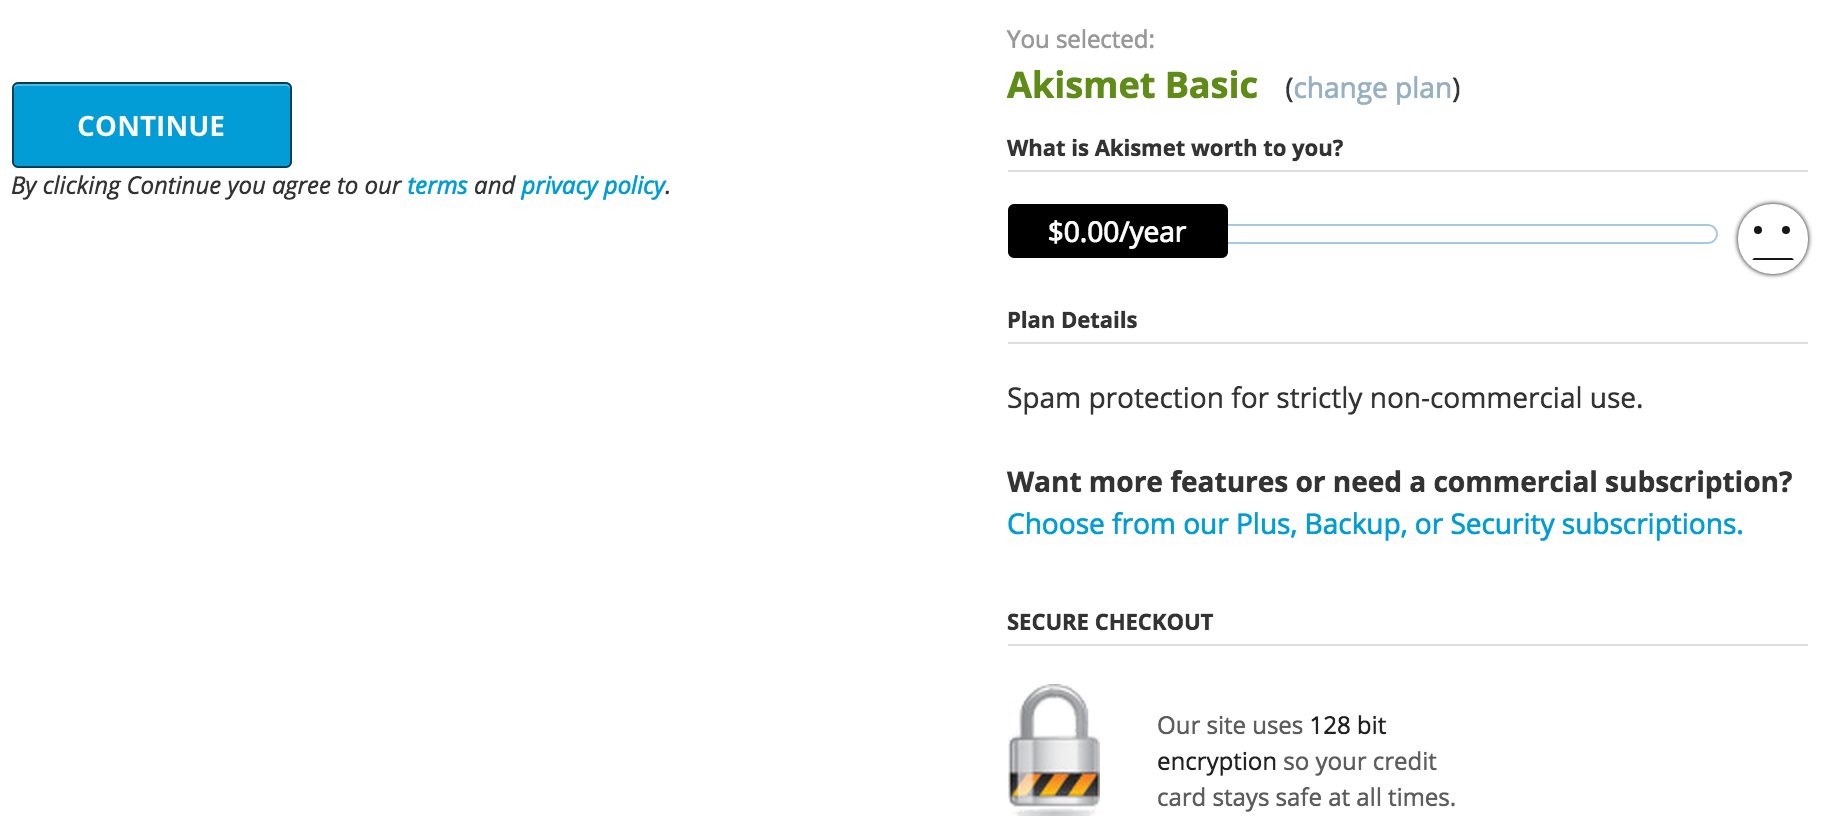 CONTINUE
By clicking Continue you agree to our terms and privacy policy.
You selected:
Akismet Basic (change plan)
What is Akismet worth to you?
$0.00/year
Plan Details
Spam protection for strictly non-commercial use.
Want more features or need a commercial subscription?
Choose from our Plus, Backup, or Security subscriptions.
SECURE CHECKOUT
Our site uses 128 bit
encryption so your credit
card stays safe at all times.